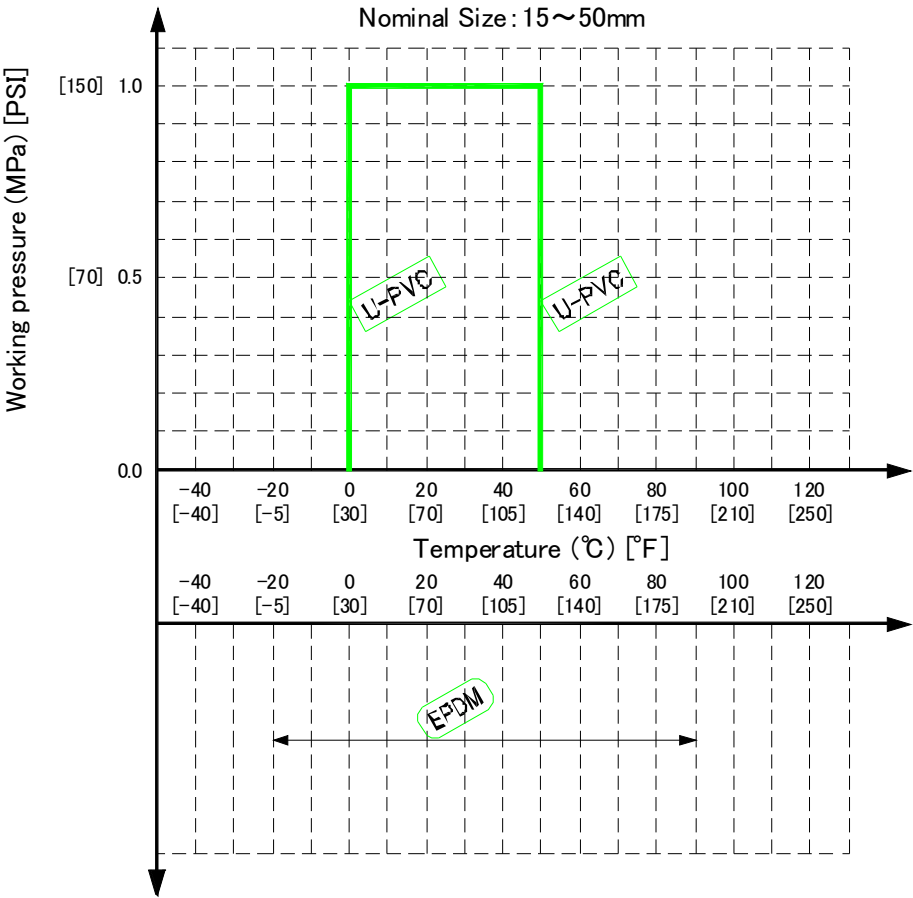 Nominal Size:15～50mm
Working pressure (MPa) [PSI]
[150] 1.0
[70] 0.5
0.0
U-PVC U-PVC
-40 -20 0 20 40 60 80 100 120
[-40] [-5] [30] [70] [105] [140] [175] [210] [250]
Temperature (℃) [°F]
-40 -20 0 20 40 60 80 100 120
[-40] [-5] [30] [70] [105] [140] [175] [210] [250]
EPDM